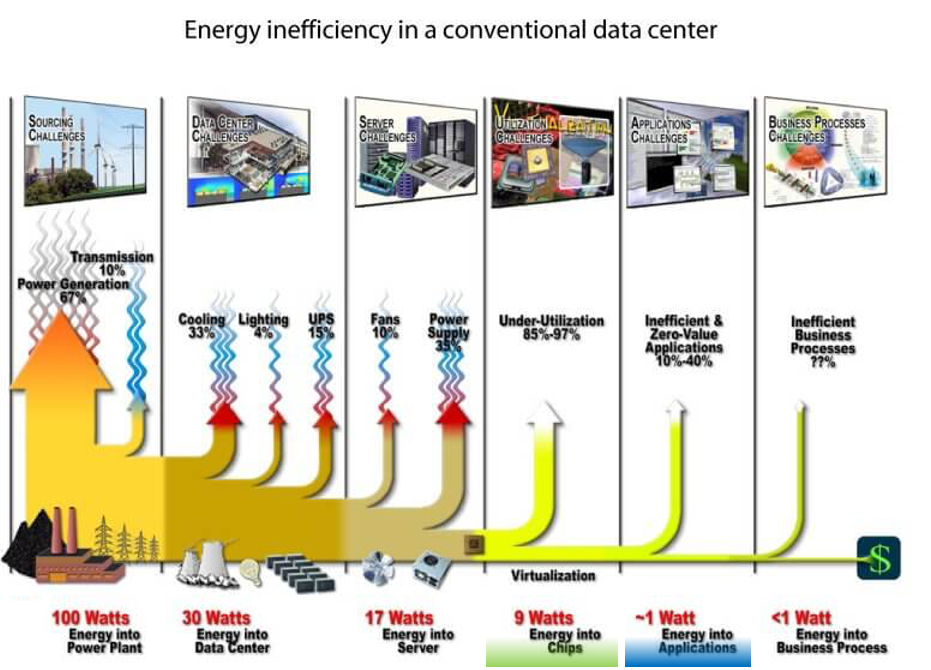 Energy inefficiency in a conventional data center
SOURCING
CHALLENGES
DATA CENTER
CHALLENGES
SERVER
CHALLENGES
UTILIZATION
CHALLENGES
APPLICATIONS
CHALLENGES
BUSINESS PROCESSES
CHALLENGES
Transmission
10%
Power Generation
67%
Cooling
33%
Lighting
4%
UPS
15%
Fans
10%
Power
Supply
35%
Under-Utilization
85%-97%
Inefficient &
Zero-Value
Applications
10%-40%
Inefficient
Business
Processes
??%
$
Virtualization
100 Watts
Energy into
Power Plant
30 Watts
Energy into
Data Center
17 Watts
Energy into
Server
9 Watts
Energy into
Chips
~1 Watt
Energy into
Applications
<1 Watt
Energy into
Business Process